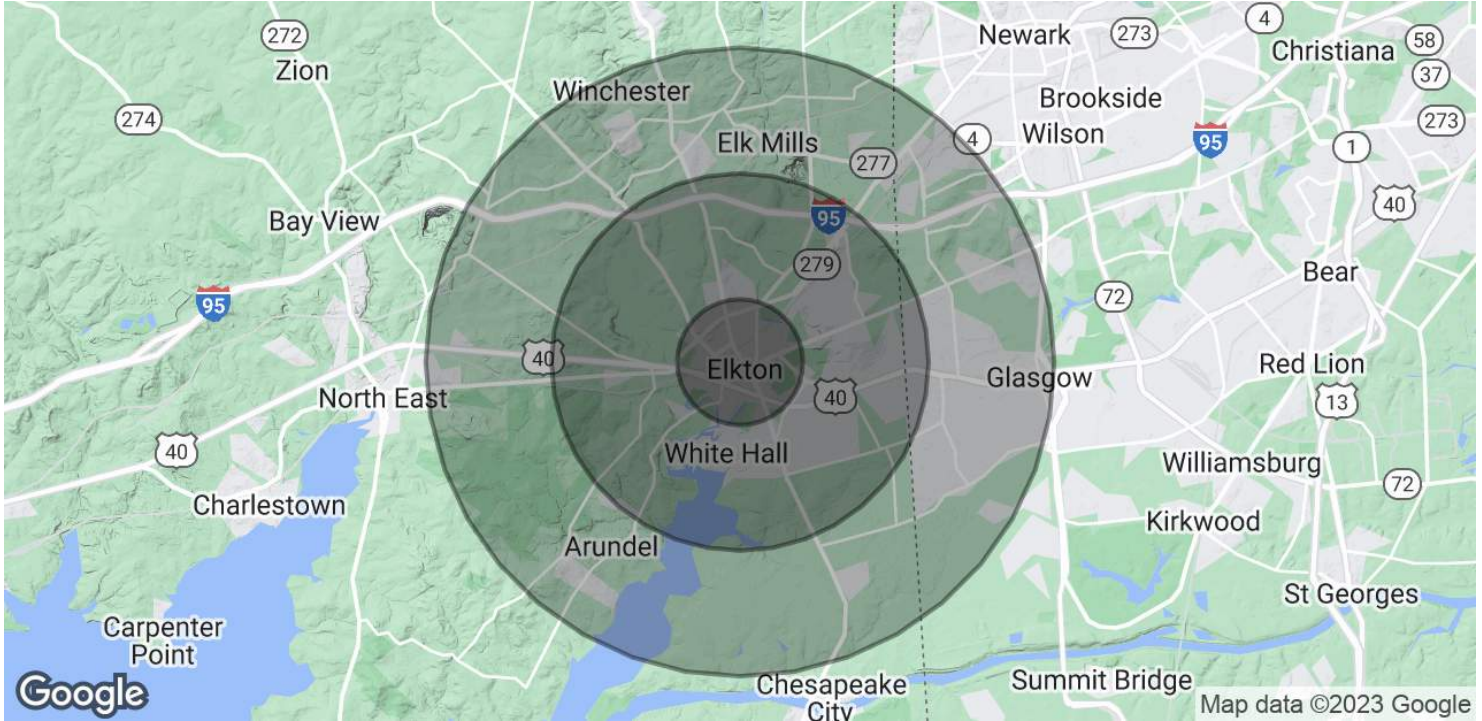 4
272
Newark
273
Christiana
58
Zion
37
Winchester
Brookside
274
Wilson
273
Elk Mills
4
95
1
277
40
Bay View
95
279
Bear
95
72
40
Red Lion
Elkton
Glasgow
North East
40
13
40
White Hall
Williamsburg
72
Charlestown
Kirkwood
Arundel
St Georges
Carpenter
Point
Summit Bridge
Chesapeake
City
Google
Map data ©2023 Google